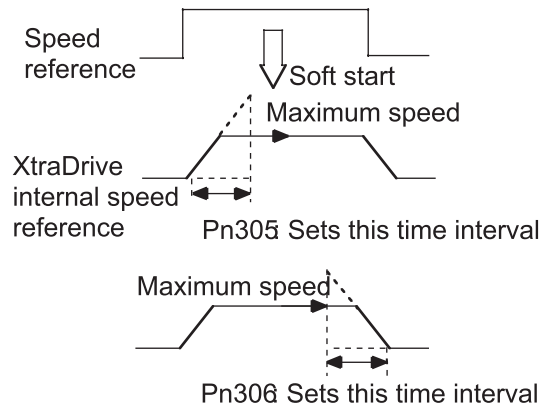 Speed
reference
Soft start
Maximum speed
XtraDrive
internal speed
reference
Pn305: Sets this time interval
Maximum speed
Pn306: Sets this time interval